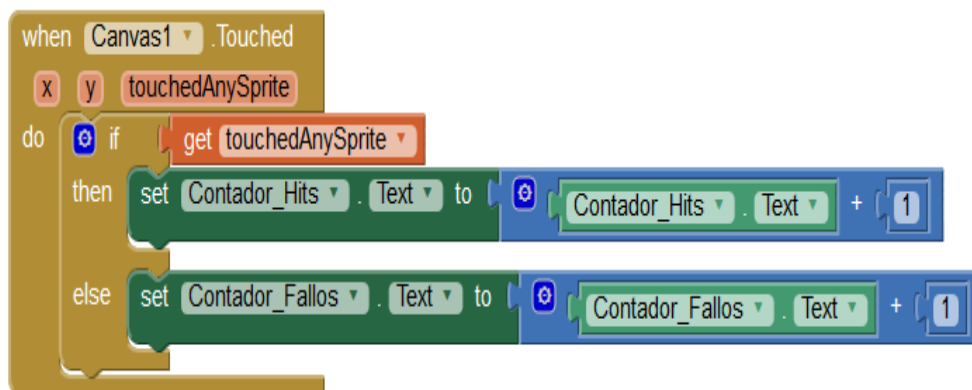 when Canvas1 .Touched
x y touchedAnySprite
do if get touchedAnySprite
then set Contador_Hits . Text to Contador_Hits . Text + 1
else set Contador_Fallos . Text to Contador_Fallos . Text + 1